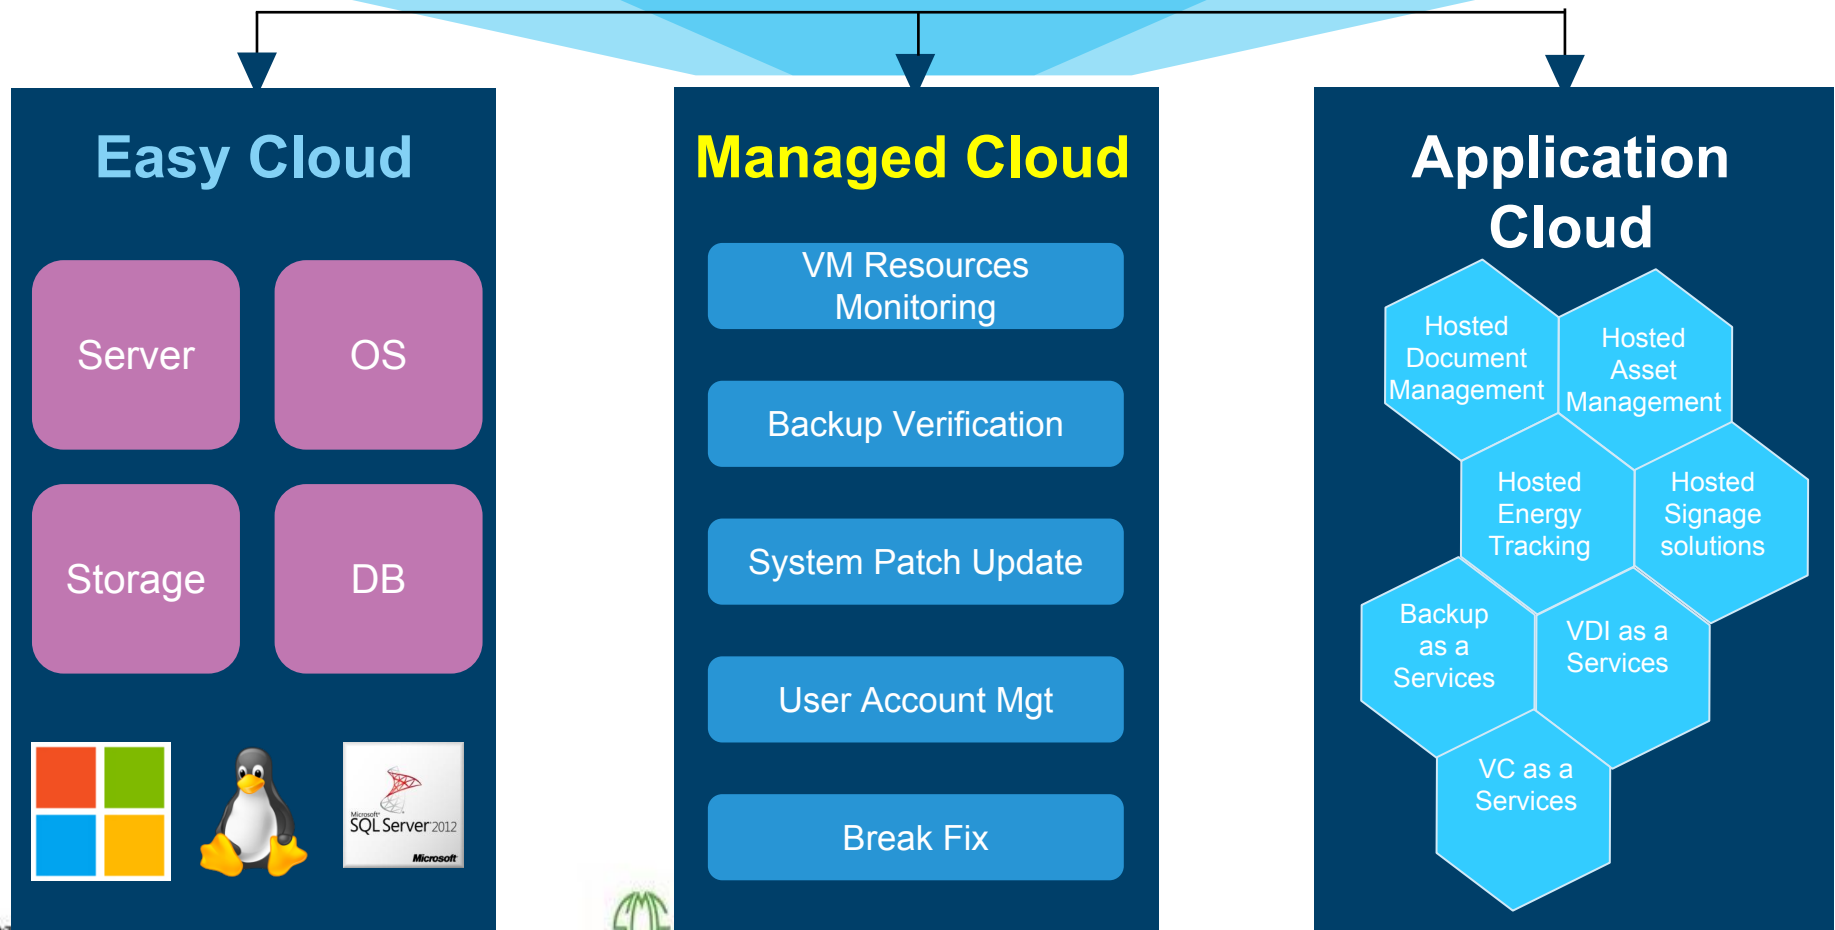 Easy Cloud
Server
OS
Storage
DB
Microsoft
SQL Server 2012
Microsoft
Managed Cloud
VM Resources
Monitoring
Backup Verification
System Patch Update
User Account Mgt
Break Fix
Application
Cloud
Hosted
Document
Management
Hosted
Asset
Management
Hosted
Energy
Tracking
Hosted
Signage
solutions
Backup
as a
Services
VDI as a
Services
VC as a
Services